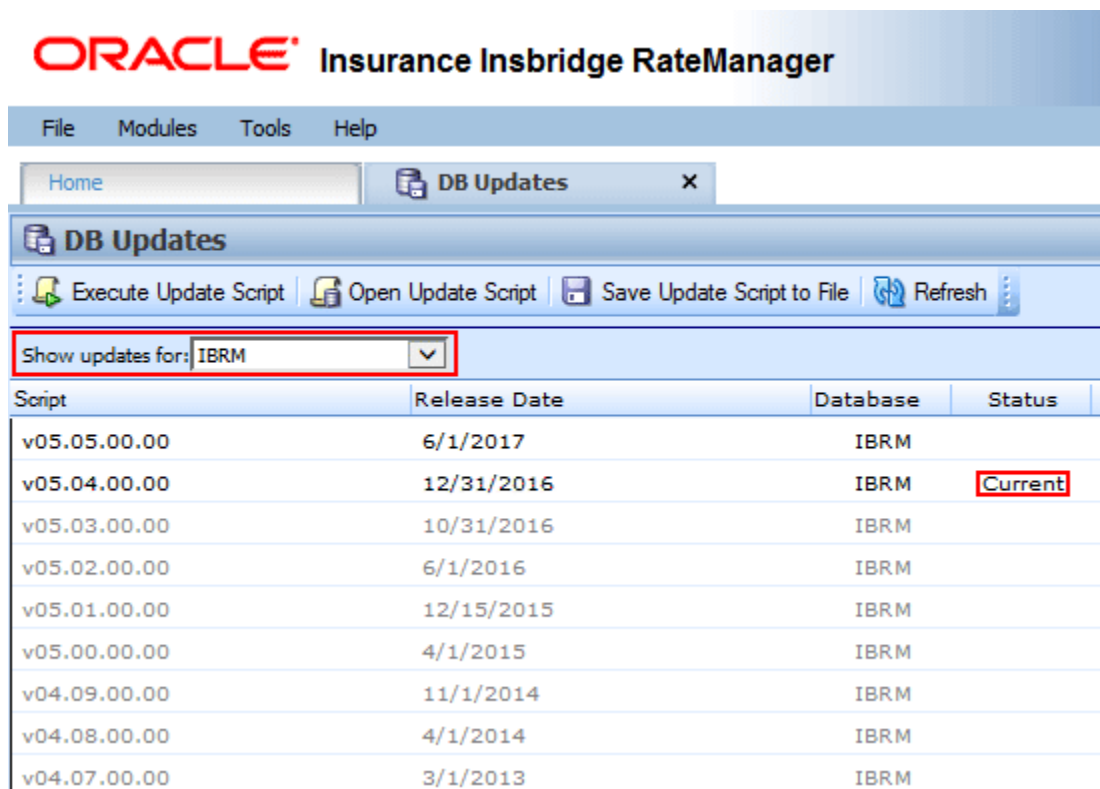 ORACLE Insurance Insbridge RateManager
File Modules Tools Help
Home DB Updates x
DB Updates
Execute Update Script Open Update Script Save Update Script to File Refresh
Show updates for: IBRM
Script Release Date Database Status
v05.05.00.00 6/1/2017 IBRM
v05.04.00.00 12/31/2016 IBRM Current
v05.03.00.00 10/31/2016 IBRM
v05.02.00.00 6/1/2016 IBRM
v05.01.00.00 12/15/2015 IBRM
v05.00.00.00 4/1/2015 IBRM
v04.09.00.00 11/1/2014 IBRM
v04.08.00.00 4/1/2014 IBRM
v04.07.00.00 3/1/2013 IBRM